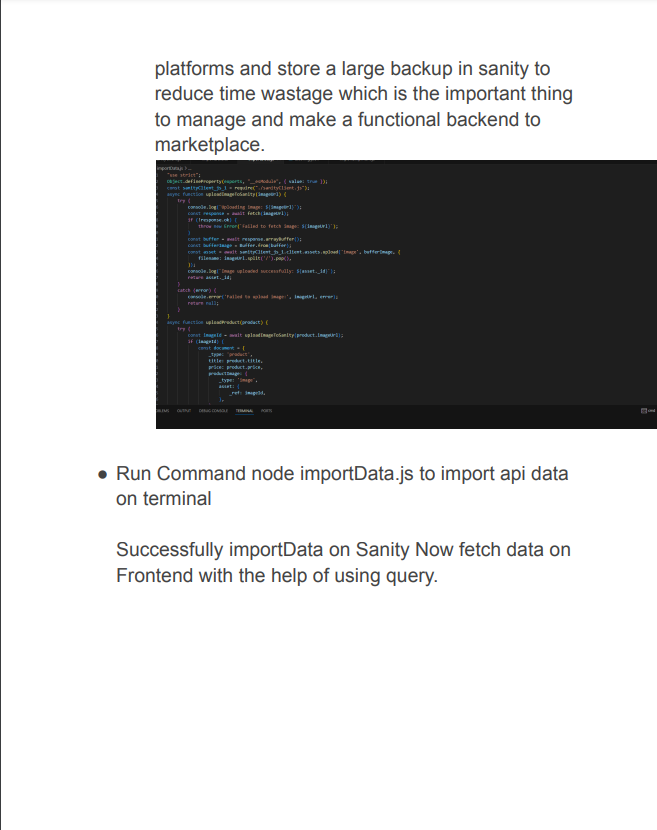 platforms and store a large backup in sanity to
reduce time wastage which is the important thing
to manage and make a functional backend to
marketplace.
"use strict";
Object.defineProperty(exports, "__esModule", { value: true });
const sanityClient_js_1 = require("./sanityClient.js");
async function uploadImageToSanity(imageUrl) {
try {
console.log(`Uploading image: ${imageUrl}`);
const response = await fetch(imageUrl);
if (!response.ok) {
throw new Error(`Failed to fetch image: ${imageUrl}`);
}
const buffer = await response.arrayBuffer();
const bufferImage = Buffer.from(buffer);
const asset = await sanityClient_js_1.client.assets.upload('image', bufferImage, {
filename: imageUrl.split('/').pop(),
});
console.log(`Image uploaded successfully: ${asset._id}`);
return asset._id;
}
catch (error) {
console.error('Failed to upload image:', imageUrl, error);
return null;
}
}
async function uploadProduct(product) {
try {
const imageId = await uploadImageToSanity(product.imageUrl);
if (imageId) {
const document = {
_type: 'product',
title: product.title,
price: product.price,
productImage: {
_type: 'image',
asset: {
_ref: imageId,
},
OUTPUT DEBUG CONSOLE TERMINAL PORTS
● Run Command node importData.js to import api data
on terminal
Successfully importData on Sanity Now fetch data on
Frontend with the help of using query.